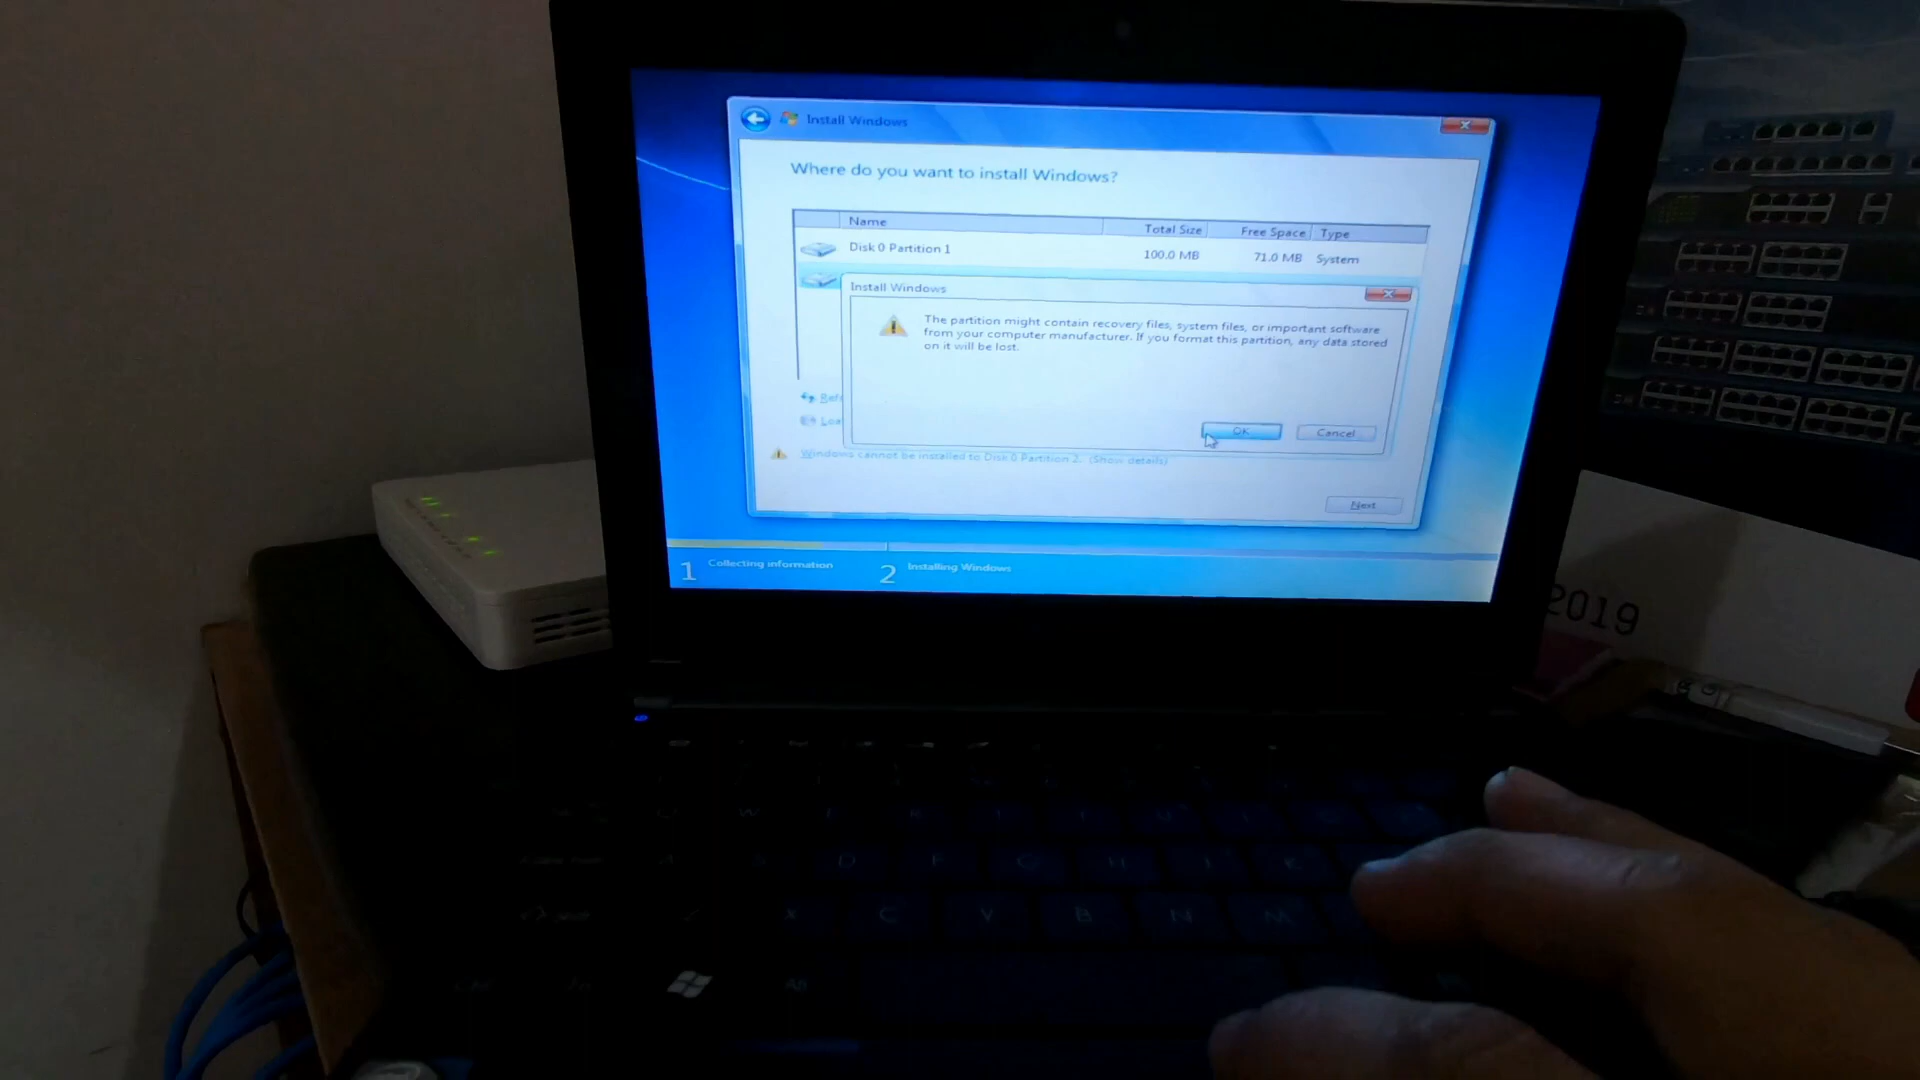 Install Windows
Where do you want to install Windows?
Name Total Size Free Space Type
Disk 0 Partition 1 100.0 MB 71.0 MB System
Install Windows
The partition might contain recovery files, system files, or important software
from your computer manufacturer. If you format this partition, any data stored
on it will be lost.
OK Cancel
Windows cannot be installed to Disk 0 Partition 2. (Show details)
Next
1 Collecting information 2 Installing Windows
2019
D F G H J K
X C V B N M
Alt